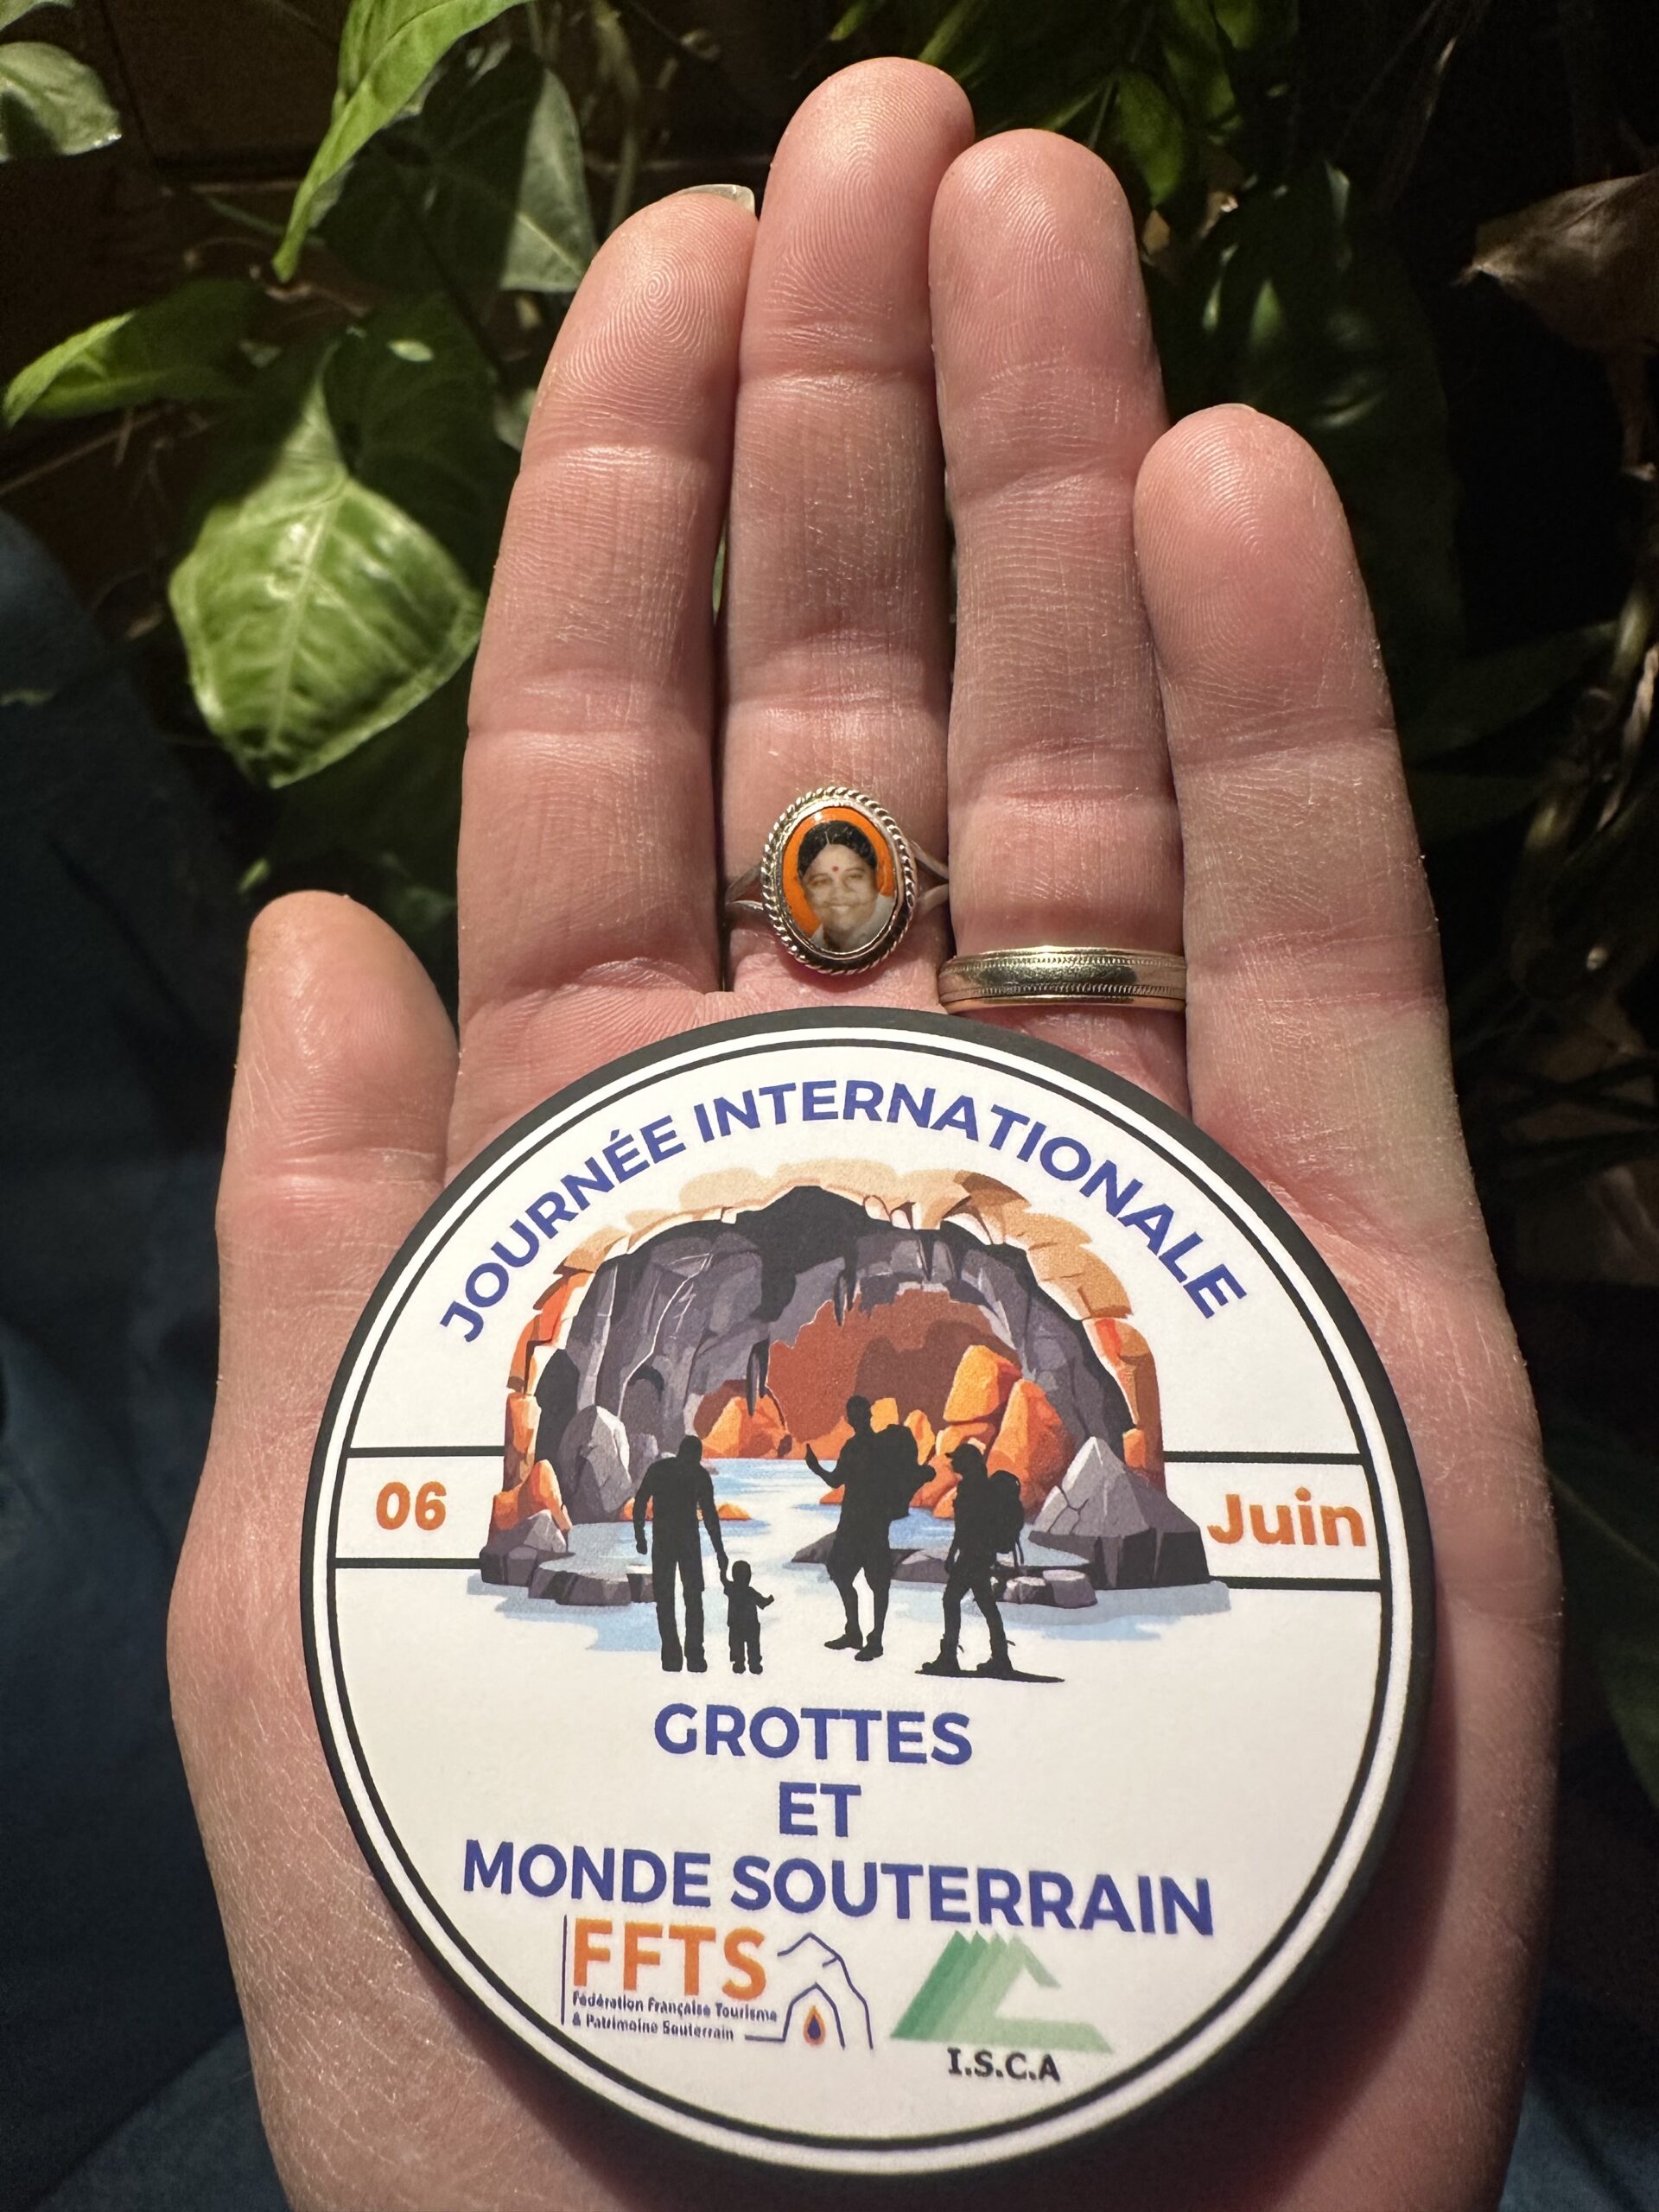 JOURNÉE INTERNATIONALE
06 Juin
GROTTES
ET
MONDE SOUTERRAIN
FFTS
Fédération Française Tourisme
& Patrimoine Souterrain
I.S.C.A